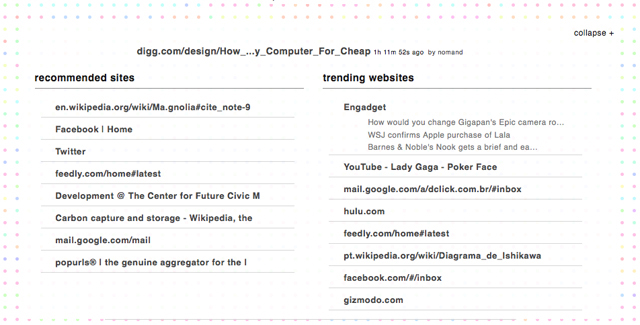 collapse +
digg.com/design/How_...y_Computer_For_Cheap 1h 11m 52s ago by nomand
recommended sites
en.wikipedia.org/wiki/Ma.gnolia#cite_note-9
Facebook | Home
Twitter
feedly.com/home#latest
Development @ The Center for Future Civic M
Carbon capture and storage - Wikipedia, the
mail.google.com/mail
popurls® | the genuine aggregator for the l
trending websites
Engadget
How would you change Gigapan's Epic camera ro...
WSJ confirms Apple purchase of Lala
Barnes & Noble's Nook gets a brief and ea...
YouTube - Lady Gaga - Poker Face
mail.google.com/a/dclick.com.br/#inbox
hulu.com
feedly.com/home#latest
pt.wikipedia.org/wiki/Diagrama_de_Ishikawa
facebook.com/#/inbox
gizmodo.com